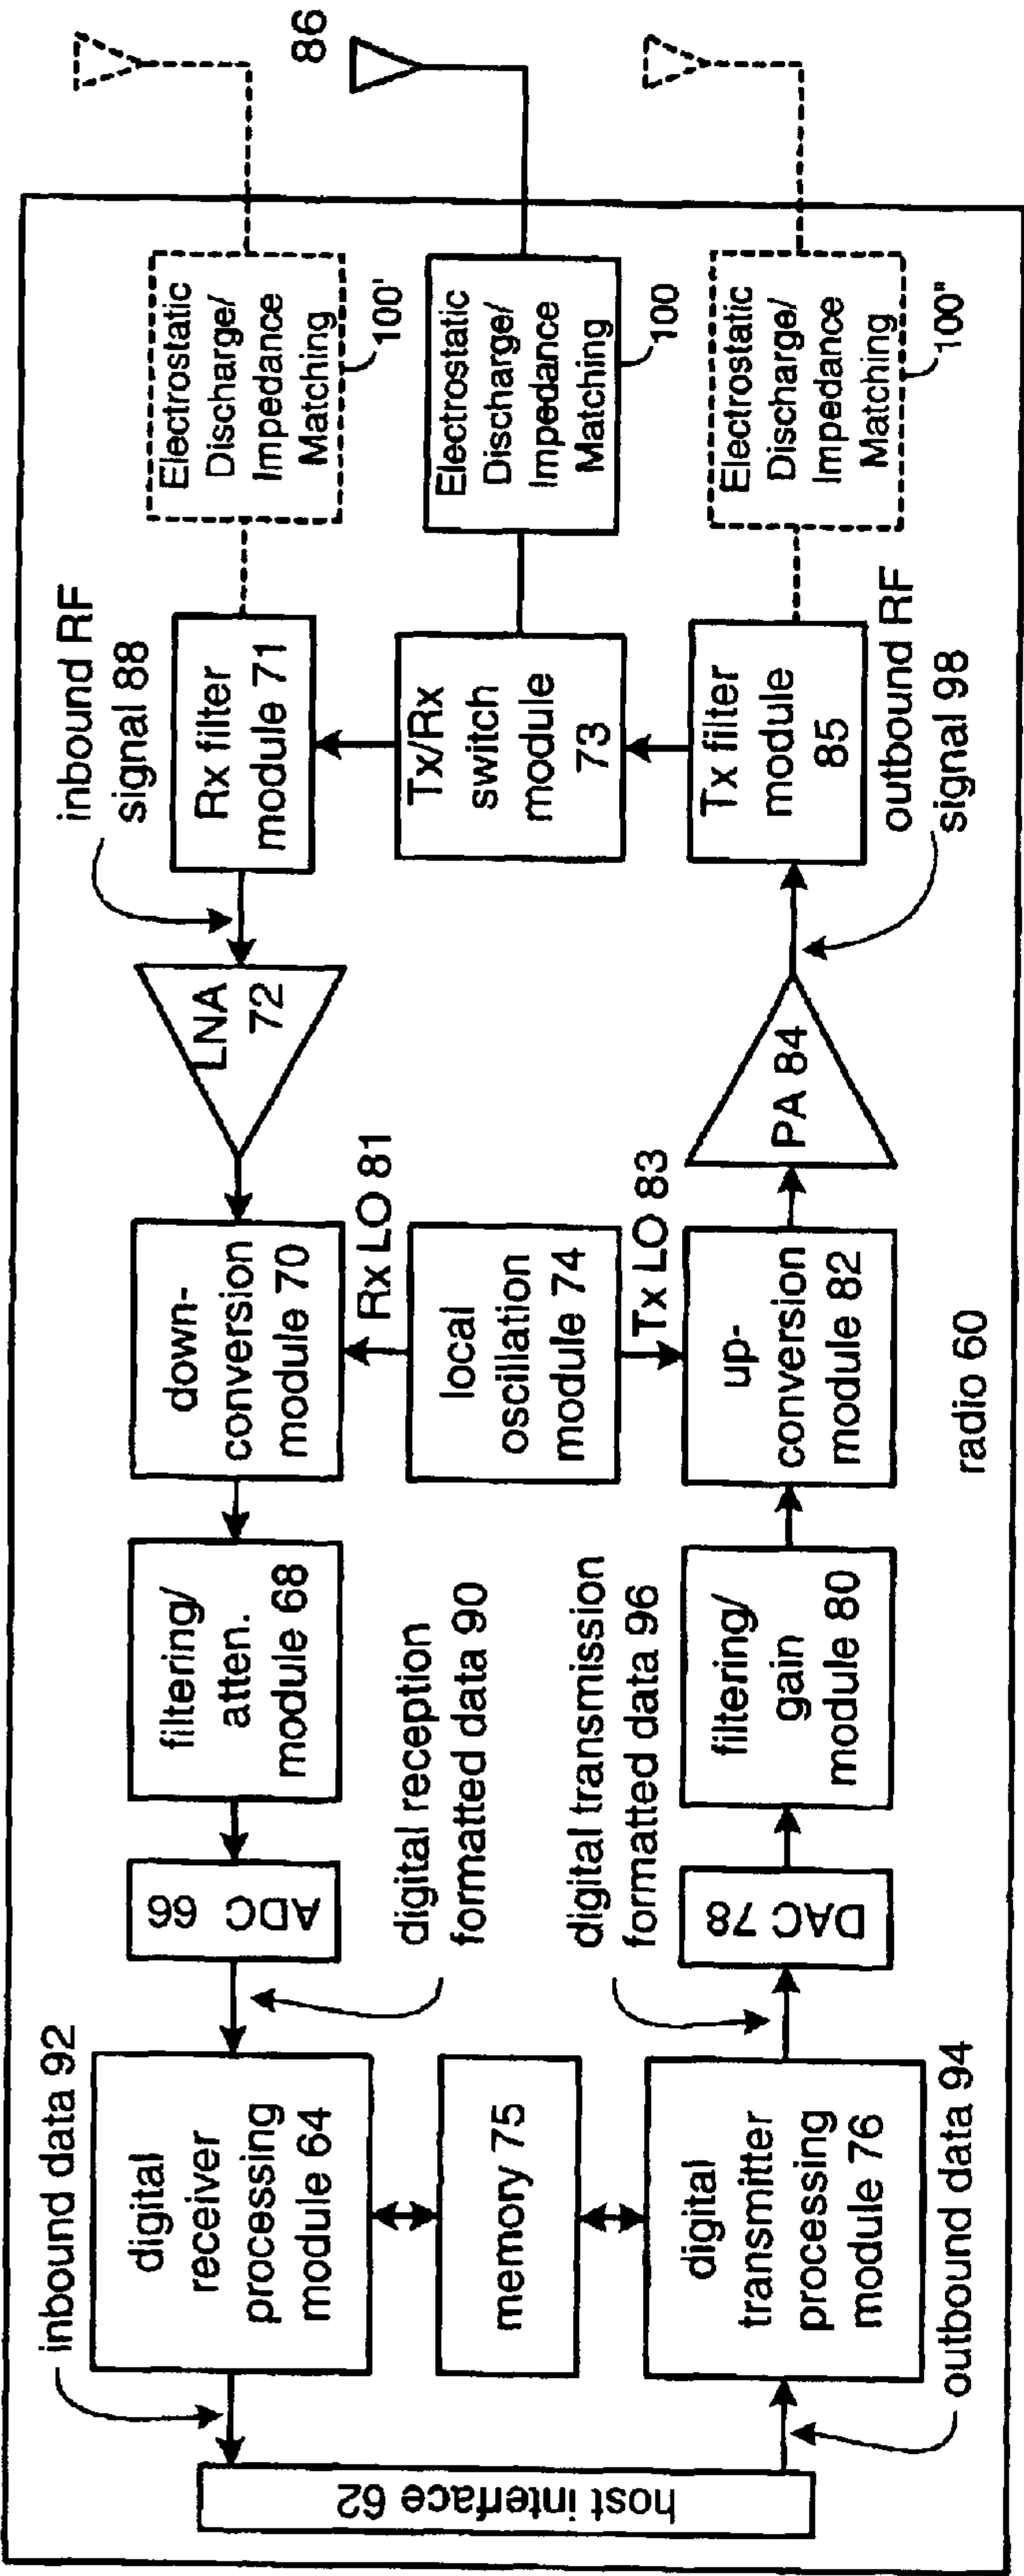 86
Electrostatic
Discharge/
Impedance
Matching
100'
Electrostatic
Discharge/
Impedance
Matching
100
Electrostatic
Discharge/
Impedance
Matching
100"
inbound RF
signal 88
Rx filter
module 71
Tx/Rx
switch
module
73
Tx filter
module
85
outbound RF
signal 98
LNA
72
PA 84
down-
conversion
module 70
Rx LO 81
local
oscillation
module 74
Tx LO 83
up-
conversion
module 82
radio 60
filtering/
atten.
module 68
digital reception
formatted data 90
digital transmission
formatted data 96
filtering/
gain
module 80
ADC 66
DAC 78
inbound data 92
digital
receiver
processing
module 64
memory 75
digital
transmitter
processing
module 76
outbound data 94
host interface 62